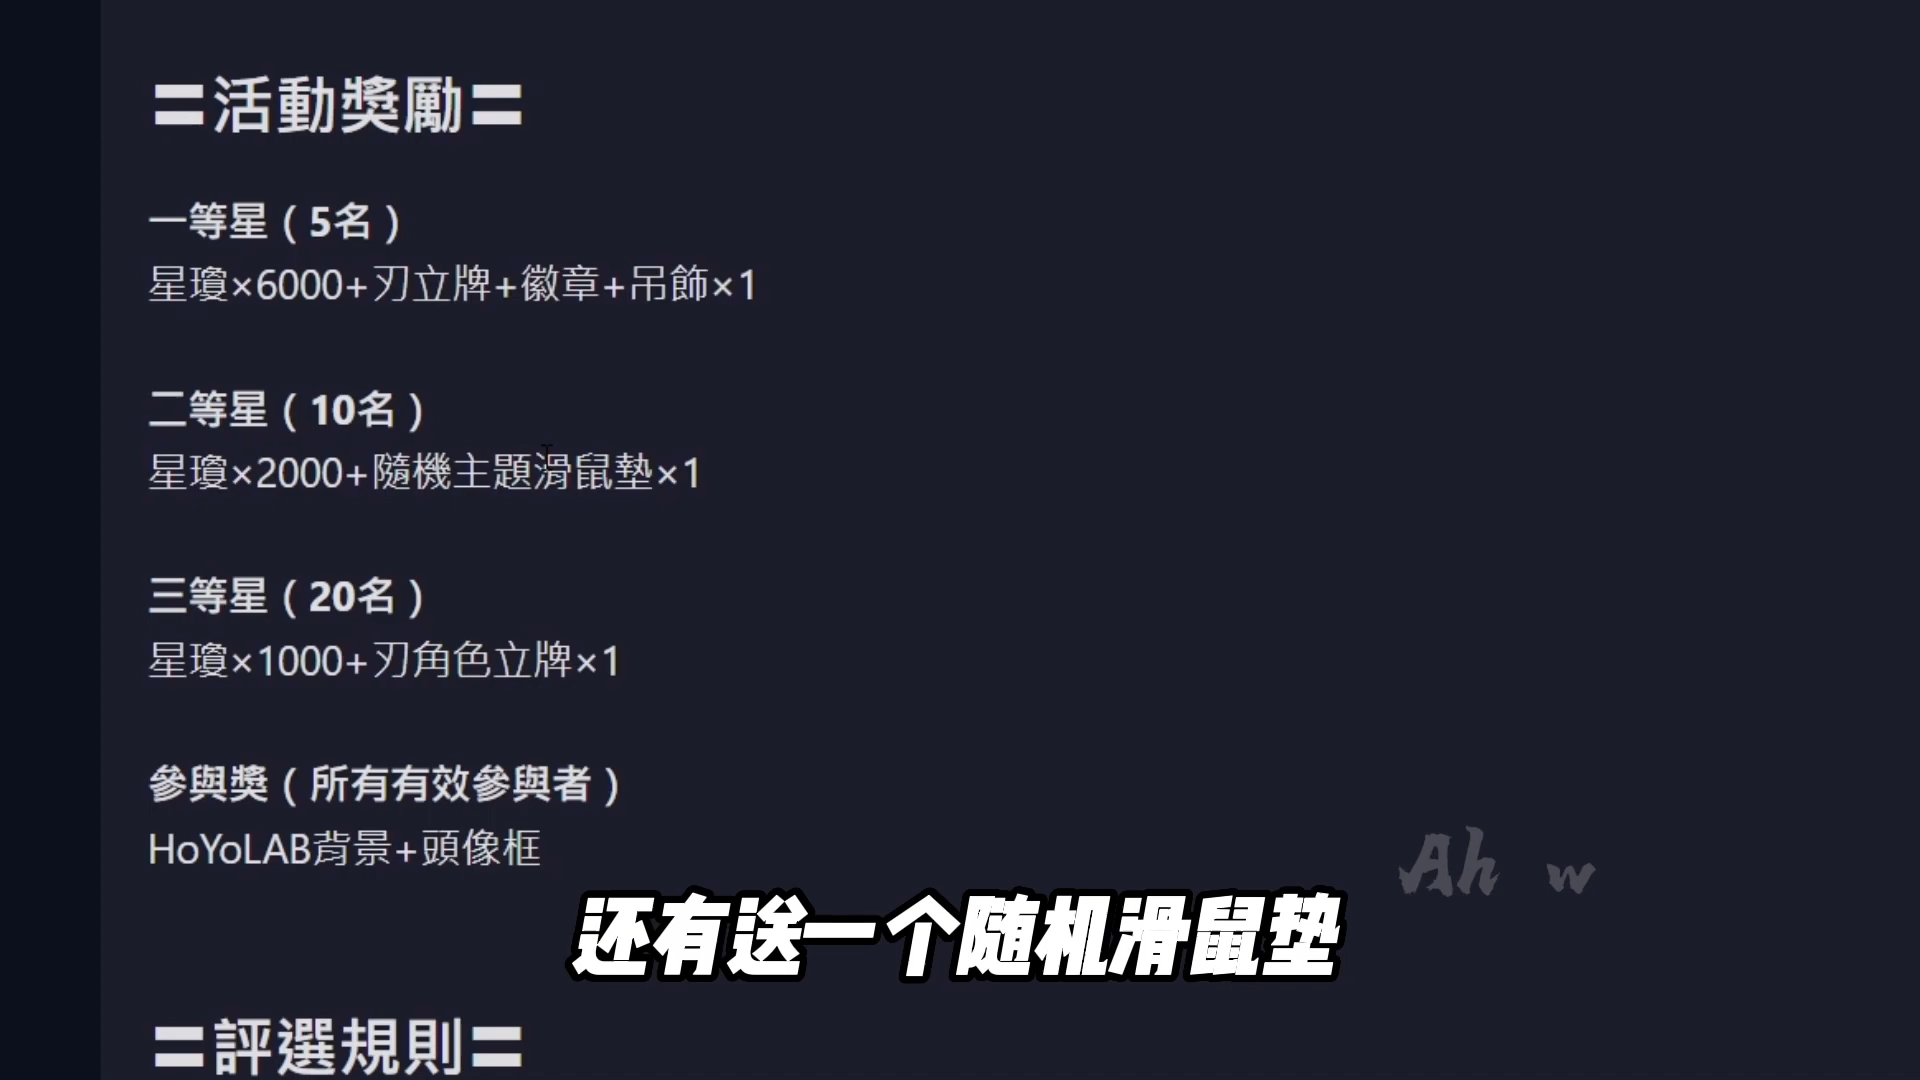 〓活動獎勵〓
一等星（5名）
星瓊×6000+刃立牌+徽章+吊飾×1
二等星（10名）
星瓊×2000+隨機主題滑鼠墊×1
三等星（20名）
星瓊×1000+刃角色立牌×1
參與獎（所有有效參與者）
HoYoLAB背景+頭像框
Ah w
还有送一个随机滑鼠垫
〓評選規則〓